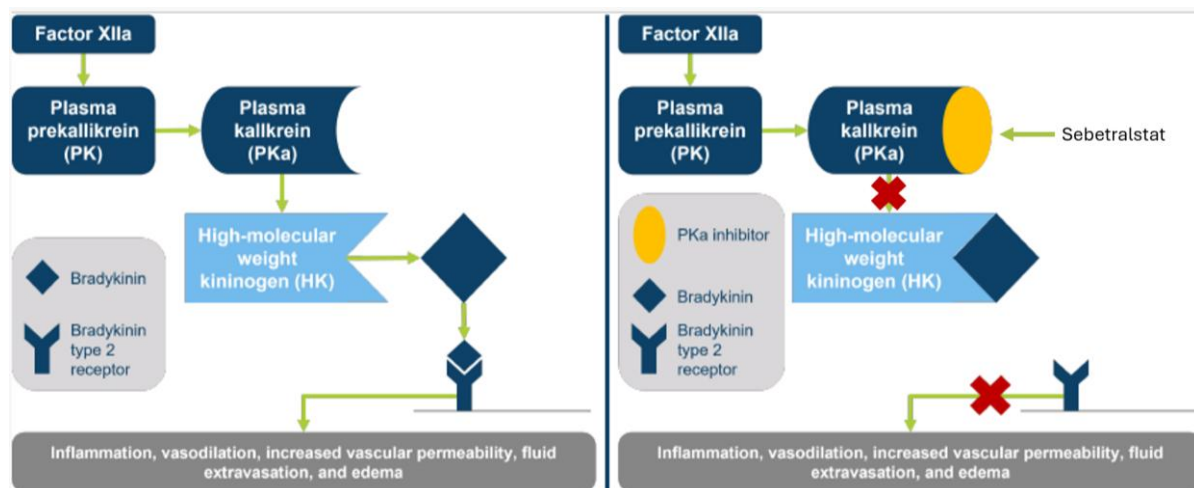 Factor XIIa
Plasma
prekallikrein
(PK)
Plasma
kallkrein
(PKa)
High-molecular
weight
kininogen (HK)
Bradykinin
Bradykinin
type 2
receptor
Inflammation, vasodilation, increased vascular permeability, fluid
extravasation, and edema
Factor XIIa
Plasma
prekallikrein
(PK)
Plasma
kallkrein
(PKa)
Sebetralstat
PKa inhibitor
High-molecular
weight
kininogen (HK)
Bradykinin
Bradykinin
type 2
receptor
Inflammation, vasodilation, increased vascular permeability, fluid
extravasation, and edema